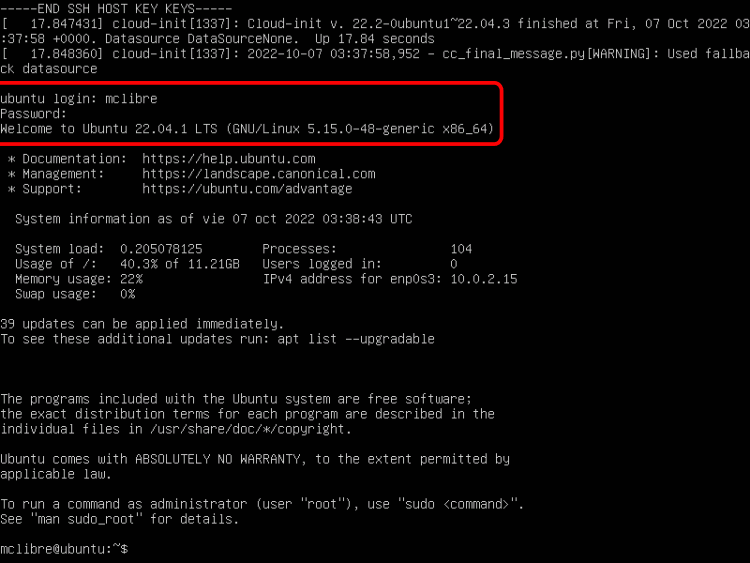 -----END SSH HOST KEY KEYS-----
[   17.847431] cloud-init[1337]: Cloud-init v. 22.2-0ubuntu1~22.04.3 finished at Fri, 07 Oct 2022 03
:37:58 +0000. Datasource DataSourceNone.  Up 17.84 seconds
[   17.848360] cloud-init[1337]: 2022-10-07 03:37:58,952 - cc_final_message.py[WARNING]: Used fallba
ck datasource
ubuntu login: mclibre
Password:
Welcome to Ubuntu 22.04.1 LTS (GNU/Linux 5.15.0-48-generic x86_64)
 * Documentation:  https://help.ubuntu.com
 * Management:     https://landscape.canonical.com
 * Support:        https://ubuntu.com/advantage
  System information as of vie 07 oct 2022 03:38:43 UTC
  System load:  0.205078125        Processes:               104
  Usage of /:   40.3% of 11.21GB   Users logged in:         0
  Memory usage: 22%                IPv4 address for enp0s3: 10.0.2.15
  Swap usage:   0%
39 updates can be applied immediately.
To see these additional updates run: apt list --upgradable
The programs included with the Ubuntu system are free software;
the exact distribution terms for each program are described in the
individual files in /usr/share/doc/*/copyright.
Ubuntu comes with ABSOLUTELY NO WARRANTY, to the extent permitted by
applicable law.
To run a command as administrator (user "root"), use "sudo <command>".
See "man sudo_root" for details.
mclibre@ubuntu:~$